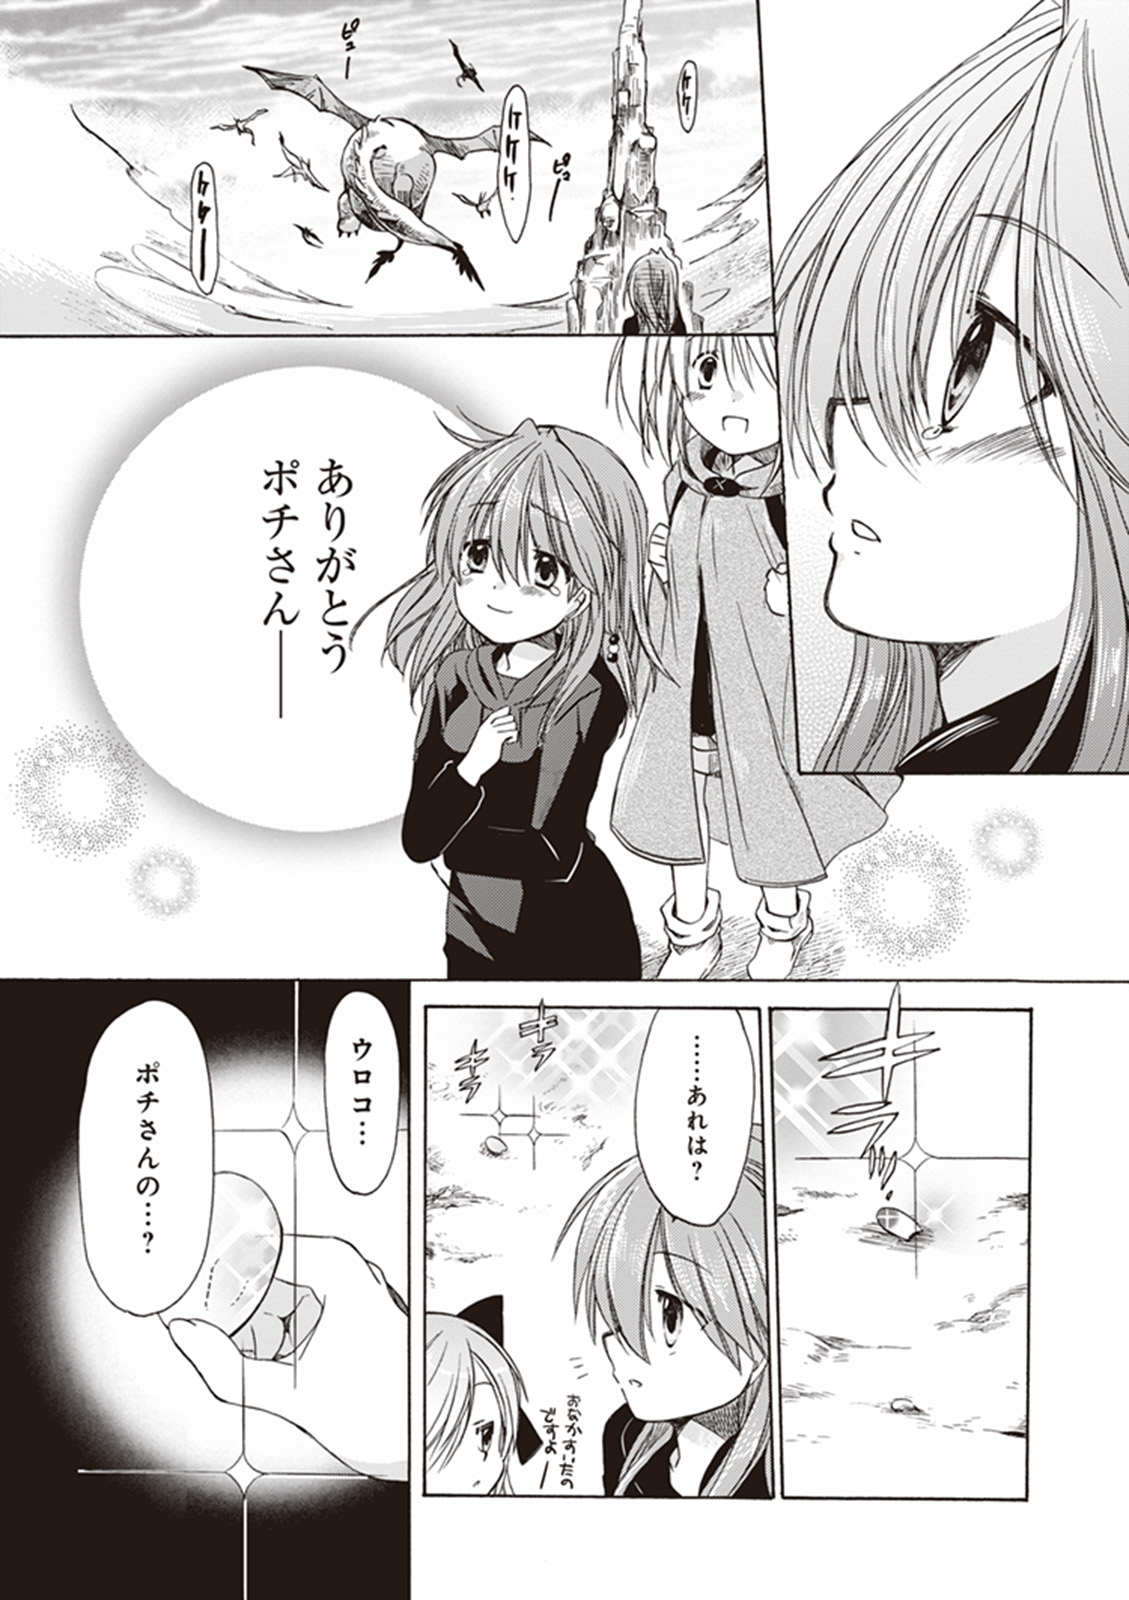 ケケ
ピュー
ケケケ
ピュー
ケケー
ありがとう
ポチさん――
キラ
……あれは?
キラ
キラ
おなかすいたの
ですよー
ウロコ…
ポチさんの…?